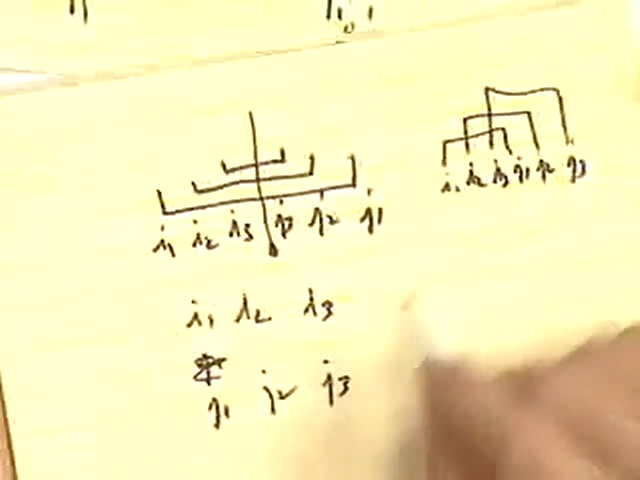 i₁ i₂ i₃ j₃ j₂ j₁
i₁ i₂ i₃ j₁ j₂ j₃
i₁ i₂ i₃
j₁ j₂ j₃